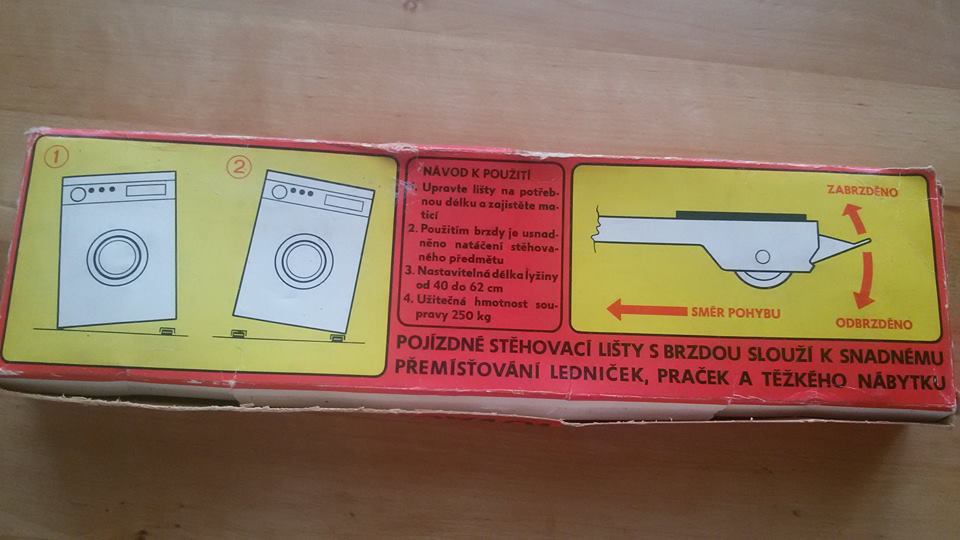 1
2
NÁVOD K POUŽITÍ
1. Upravte lišty na potřeb-
nou délku a zajistěte ma-
ticí
2. Použitím brzdy je usnad-
něno natáčení stěhova-
ného předmětu
3. Nastavitelná délka lyžiny
od 40 do 62 cm
4. Užitečná hmotnost sou-
pravy 250 kg
ZABRZDĚNO
SMĚR POHYBU
ODBRZDĚNO
POJÍZDNÉ STĚHOVACÍ LIŠTY S BRZDOU SLOUŽÍ K SNADNÉMU
PŘEMÍSŤOVÁNÍ LEDNIČEK, PRAČEK A TĚŽKÉHO NÁBYTKU